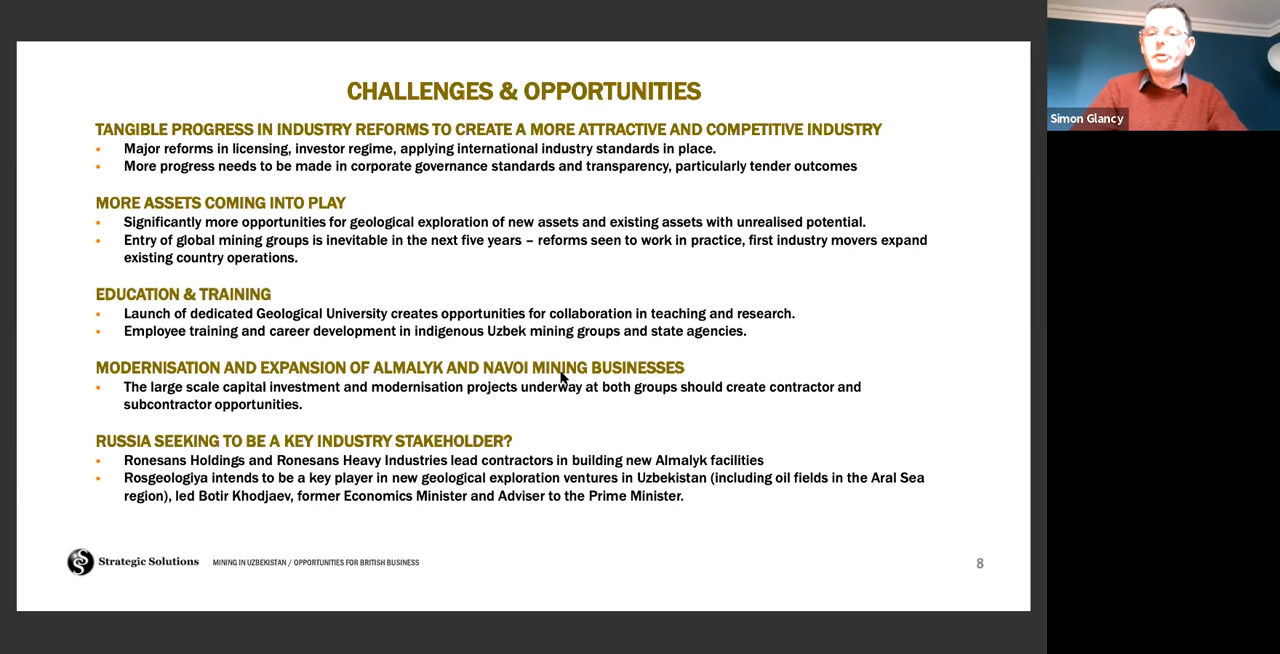 CHALLENGES & OPPORTUNITIES
TANGIBLE PROGRESS IN INDUSTRY REFORMS TO CREATE A MORE ATTRACTIVE AND COMPETITIVE INDUSTRY
• Major reforms in licensing, investor regime, applying international industry standards in place.
• More progress needs to be made in corporate governance standards and transparency, particularly tender outcomes
MORE ASSETS COMING INTO PLAY
• Significantly more opportunities for geological exploration of new assets and existing assets with unrealised potential.
• Entry of global mining groups is inevitable in the next five years – reforms seen to work in practice, first industry movers expand
existing country operations.
EDUCATION & TRAINING
• Launch of dedicated Geological University creates opportunities for collaboration in teaching and research.
• Employee training and career development in indigenous Uzbek mining groups and state agencies.
MODERNISATION AND EXPANSION OF ALMALYK AND NAVOI MINING BUSINESSES
• The large scale capital investment and modernisation projects underway at both groups should create contractor and
subcontractor opportunities.
RUSSIA SEEKING TO BE A KEY INDUSTRY STAKEHOLDER?
• Ronesans Holdings and Ronesans Heavy Industries lead contractors in building new Almalyk facilities
• Rosgeologiya intends to be a key player in new geological exploration ventures in Uzbekistan (including oil fields in the Aral Sea
region), led Botir Khodjaev, former Economics Minister and Adviser to the Prime Minister.
Strategic Solutions MINING IN UZBEKISTAN / OPPORTUNITIES FOR BRITISH BUSINESS 8
Simon Glancy